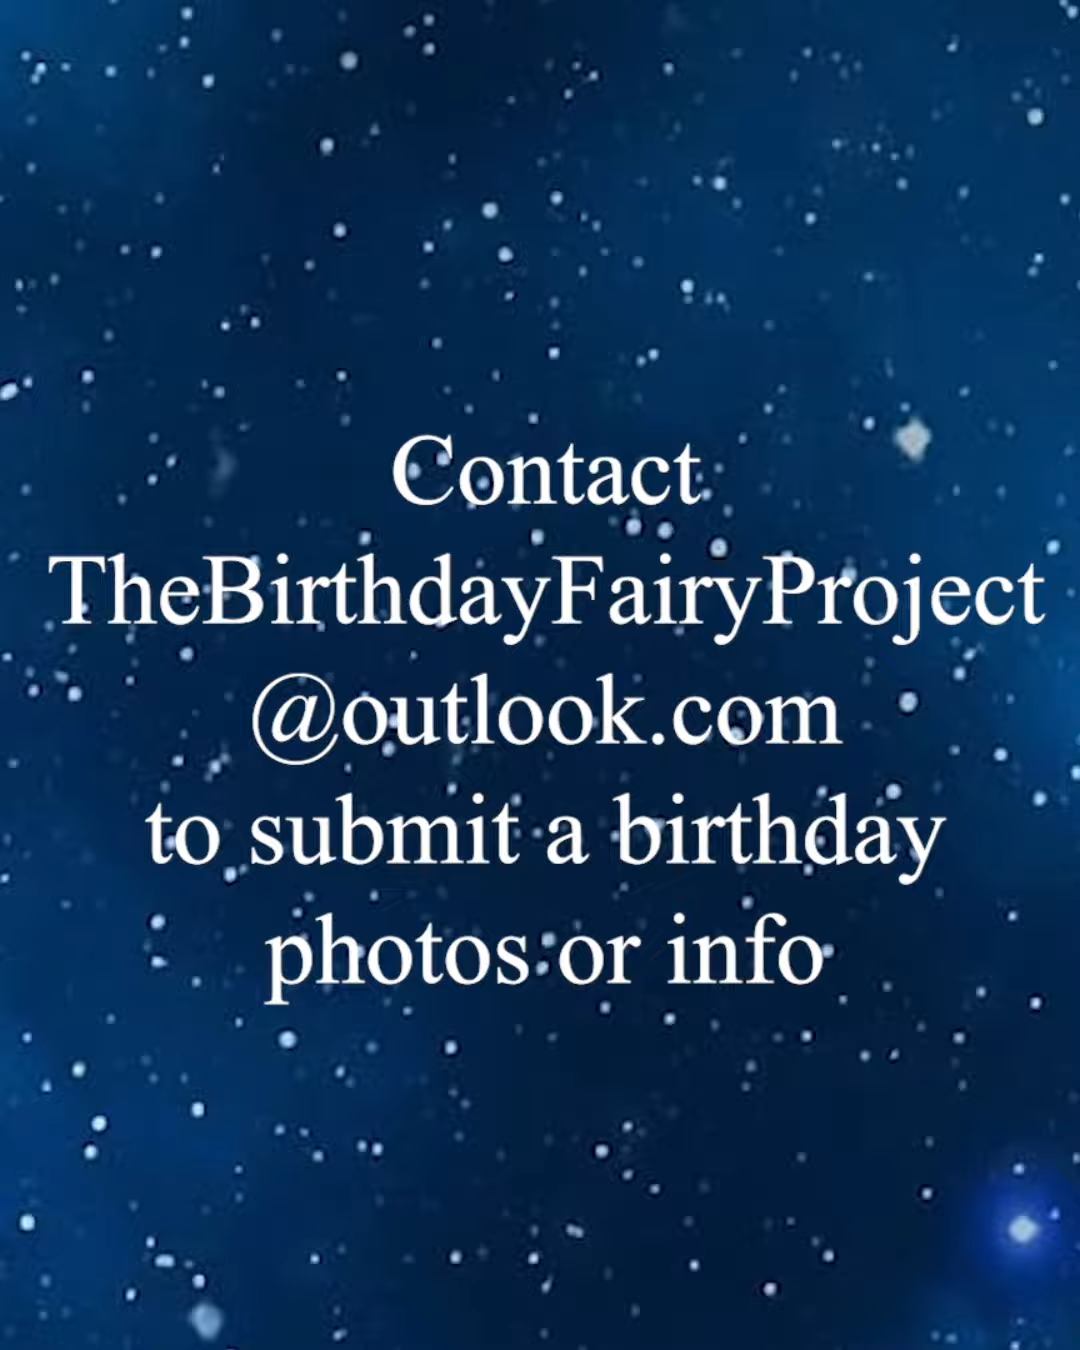 Contact
TheBirthdayFairyProject
@outlook.com
to submit a birthday
photos or info